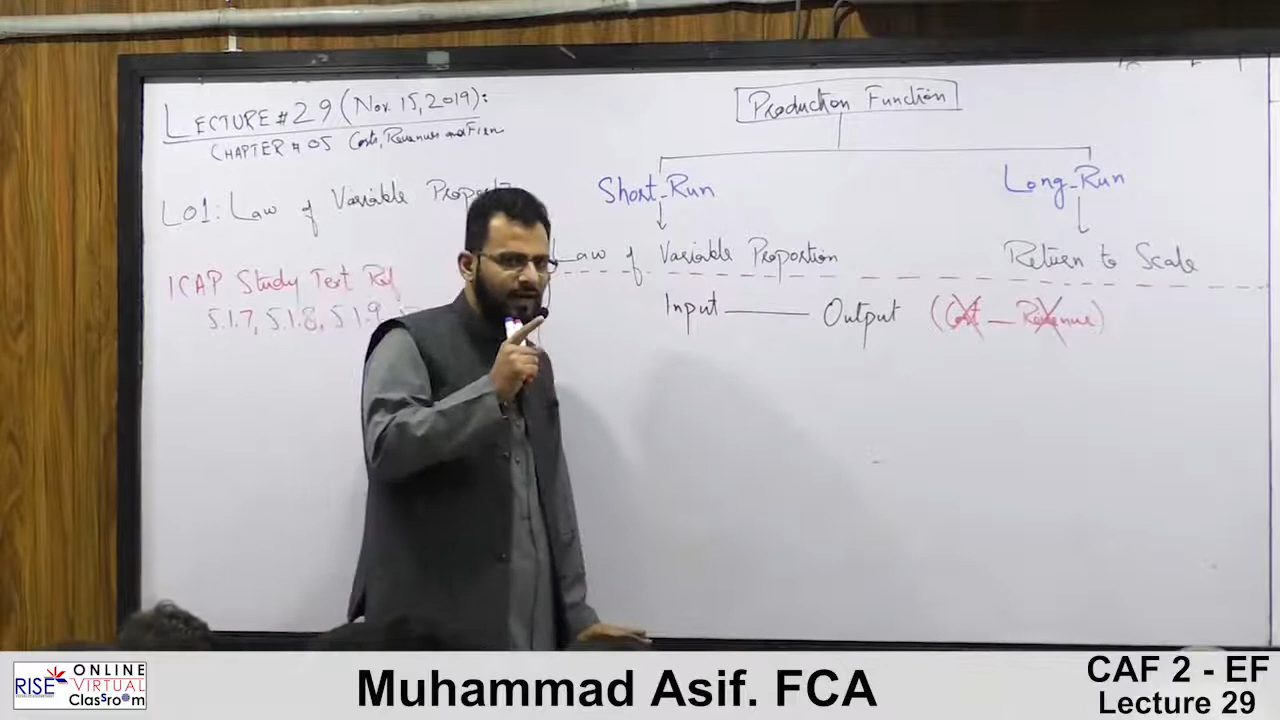 LECTURE #29 (Nov. 15, 2019):
CHAPTER # 05 Costs, Revenues and Firm
LO1: Law of Variable
ICAP Study Text Ref
5.1.7, 5.1.8, 5.1.9,
Production Function
Short-Run Long-Run
Law of Variable Proportion Return to Scale
Input Output (Cost — Revenue)
RISE ONLINE VIRTUAL ClassrOOm
Muhammad Asif. FCA
CAF 2 - EF
Lecture 29